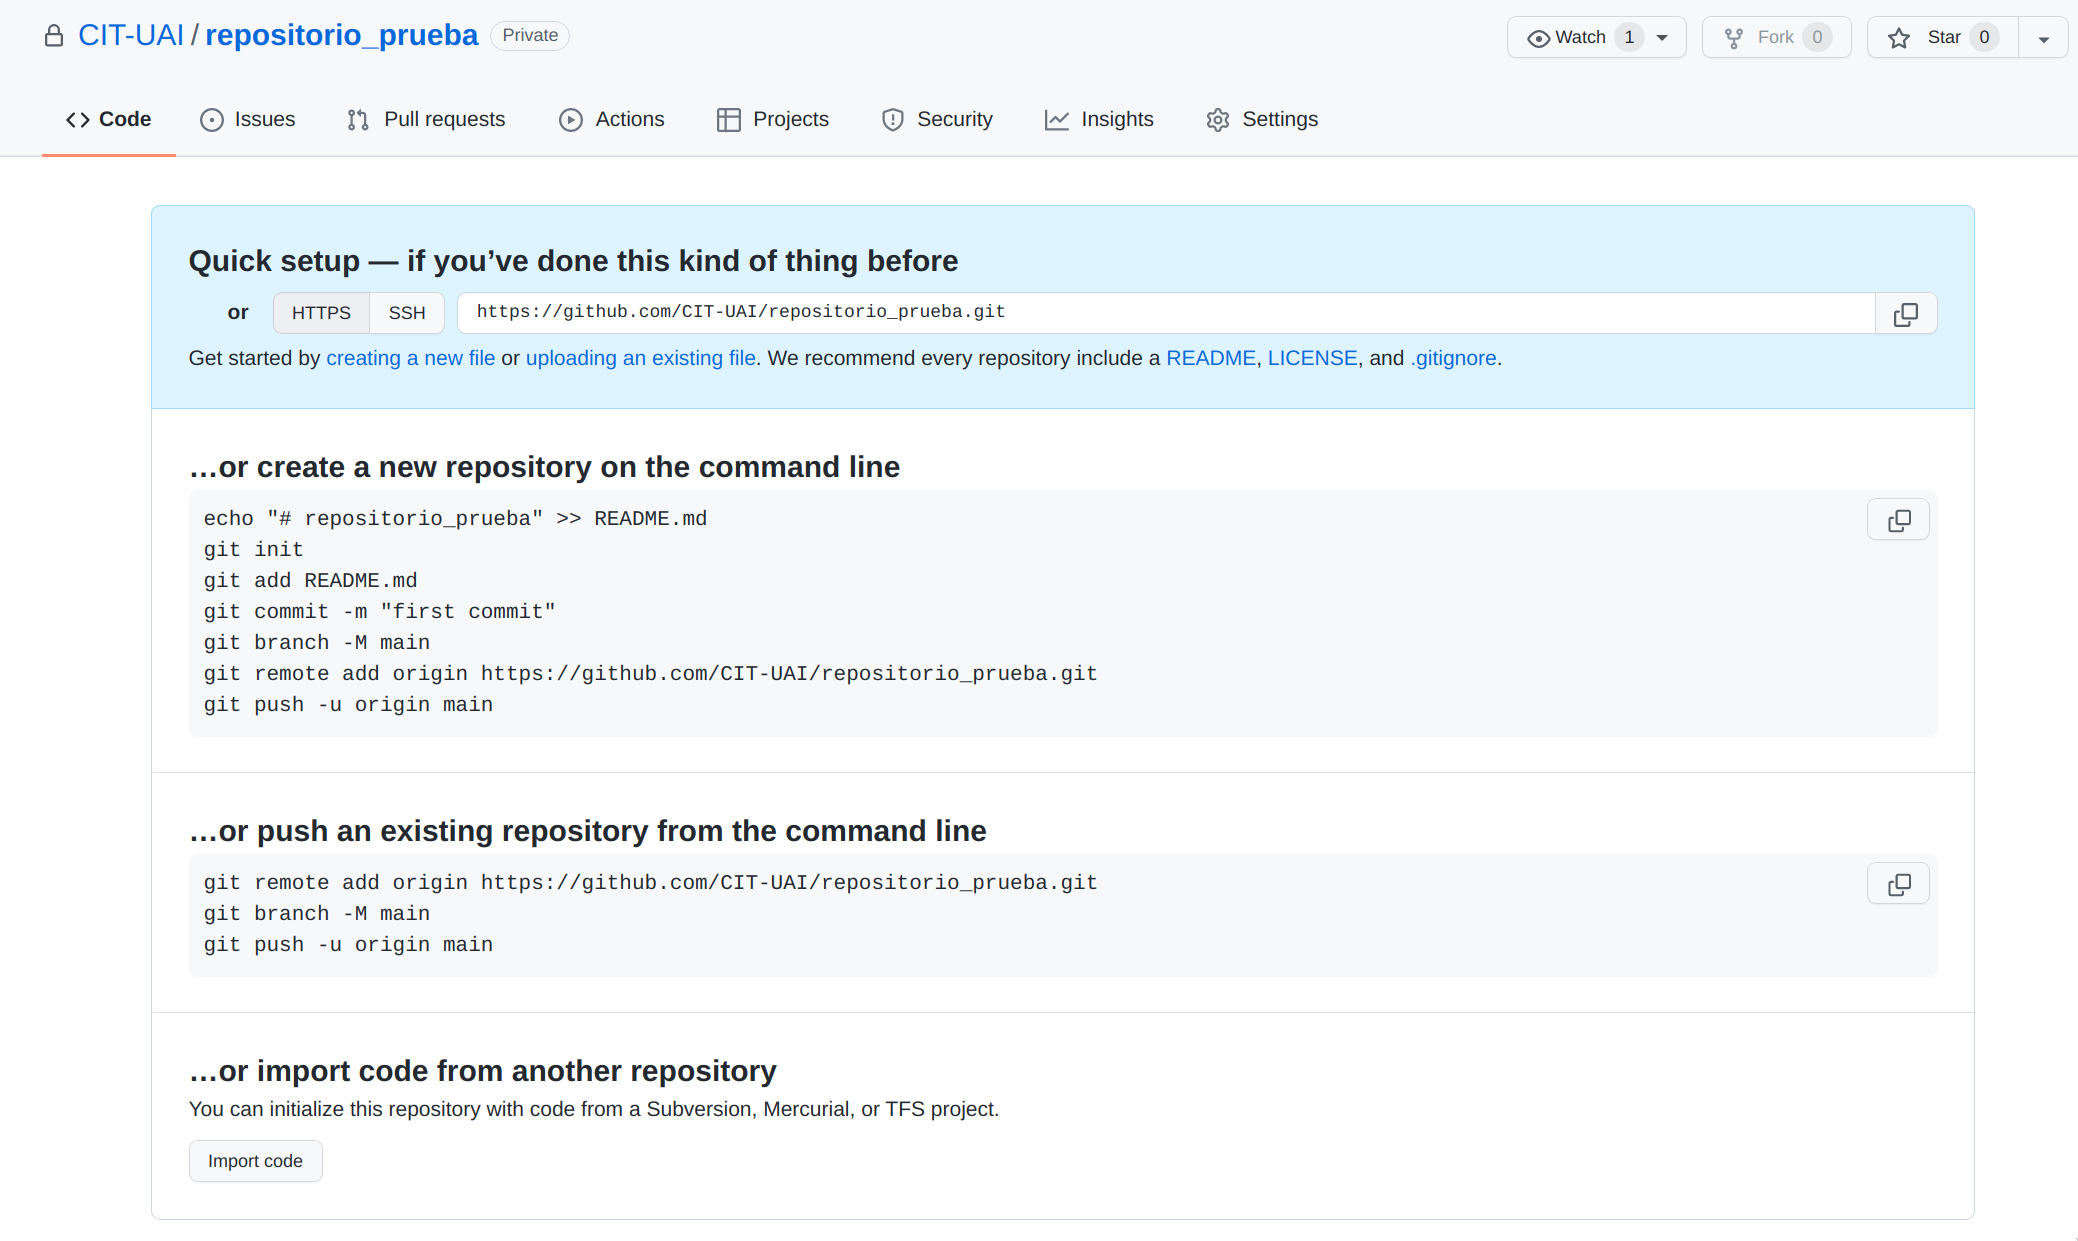 CIT-UAI / repositorio_prueba Private Watch 1 Fork 0 Star 0
Code Issues Pull requests Actions Projects Security Insights Settings
Quick setup — if you’ve done this kind of thing before
or HTTPS SSH https://github.com/CIT-UAI/repositorio_prueba.git
Get started by creating a new file or uploading an existing file. We recommend every repository include a README, LICENSE, and .gitignore.
…or create a new repository on the command line
echo "# repositorio_prueba" >> README.md
git init
git add README.md
git commit -m "first commit"
git branch -M main
git remote add origin https://github.com/CIT-UAI/repositorio_prueba.git
git push -u origin main
…or push an existing repository from the command line
git remote add origin https://github.com/CIT-UAI/repositorio_prueba.git
git branch -M main
git push -u origin main
…or import code from another repository
You can initialize this repository with code from a Subversion, Mercurial, or TFS project.
Import code